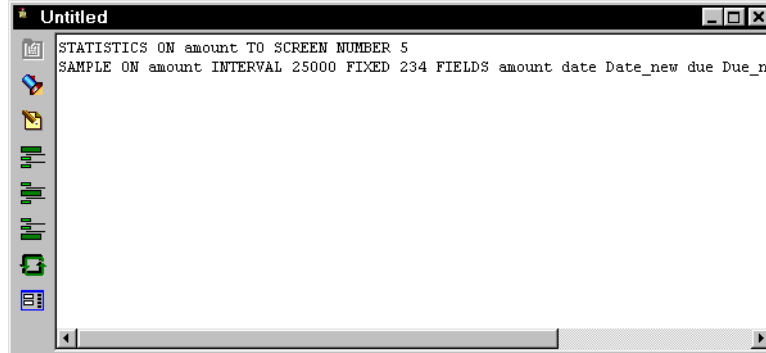 Untitled
STATISTICS ON amount TO SCREEN NUMBER 5
SAMPLE ON amount INTERVAL 25000 FIXED 234 FIELDS amount date Date_new due Due_n